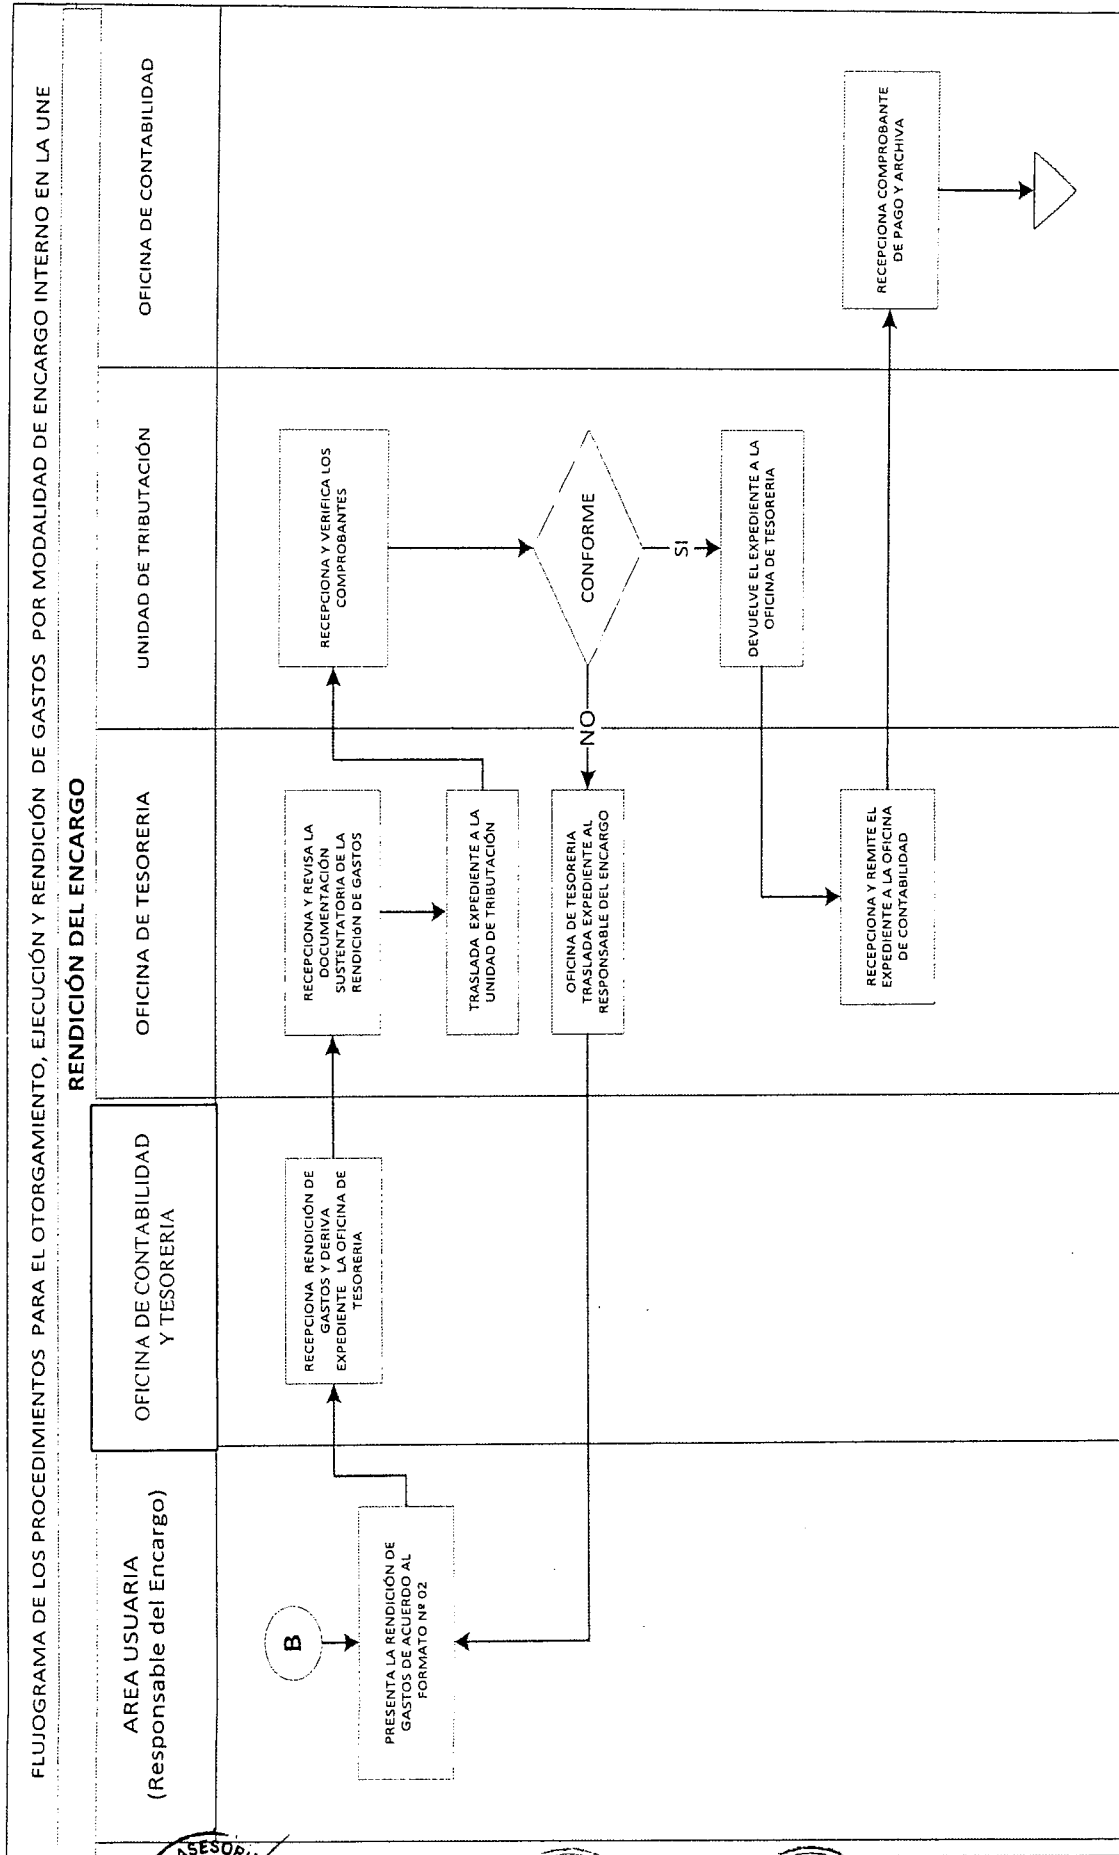 FLUJOGRAMA DE LOS PROCEDIMIENTOS PARA EL OTORGAMIENTO, EJECUCIÓN Y RENDICIÓN DE GASTOS POR MODALIDAD DE ENCARGO INTERNO EN LA UNE
RENDICIÓN DEL ENCARGO
AREA USUARIA
(Responsable del Encargo)
OFICINA DE CONTABILIDAD
Y TESORERIA
OFICINA DE TESORERIA
UNIDAD DE TRIBUTACIÓN
OFICINA DE CONTABILIDAD
B
PRESENTA LA RENDICIÓN DE
GASTOS DE ACUERDO AL
FORMATO Nº 02
RECEPCIONA RENDICIÓN DE
GASTOS Y DERIVA
EXPEDIENTE LA OFICINA DE
TESORERIA
RECEPCIONA Y REVISA LA
DOCUMENTACIÓN
SUSTENTATORIA DE LA
RENDICIÓN DE GASTOS
TRASLADA EXPEDIENTE A LA
UNIDAD DE TRIBUTACIÓN
RECEPCIONA Y VERIFICA LOS
COMPROBANTES
CONFORME
NO
SI
OFICINA DE TESORERIA
TRASLADA EXPEDIENTE AL
RESPONSABLE DEL ENCARGO
DEVUELVE EL EXPEDIENTE A LA
OFICINA DE TESORERIA
RECEPCIONA Y REMITE EL
EXPEDIENTE A LA OFICINA
DE CONTABILIDAD
RECEPCIONA COMPROBANTE
DE PAGO Y ARCHIVA